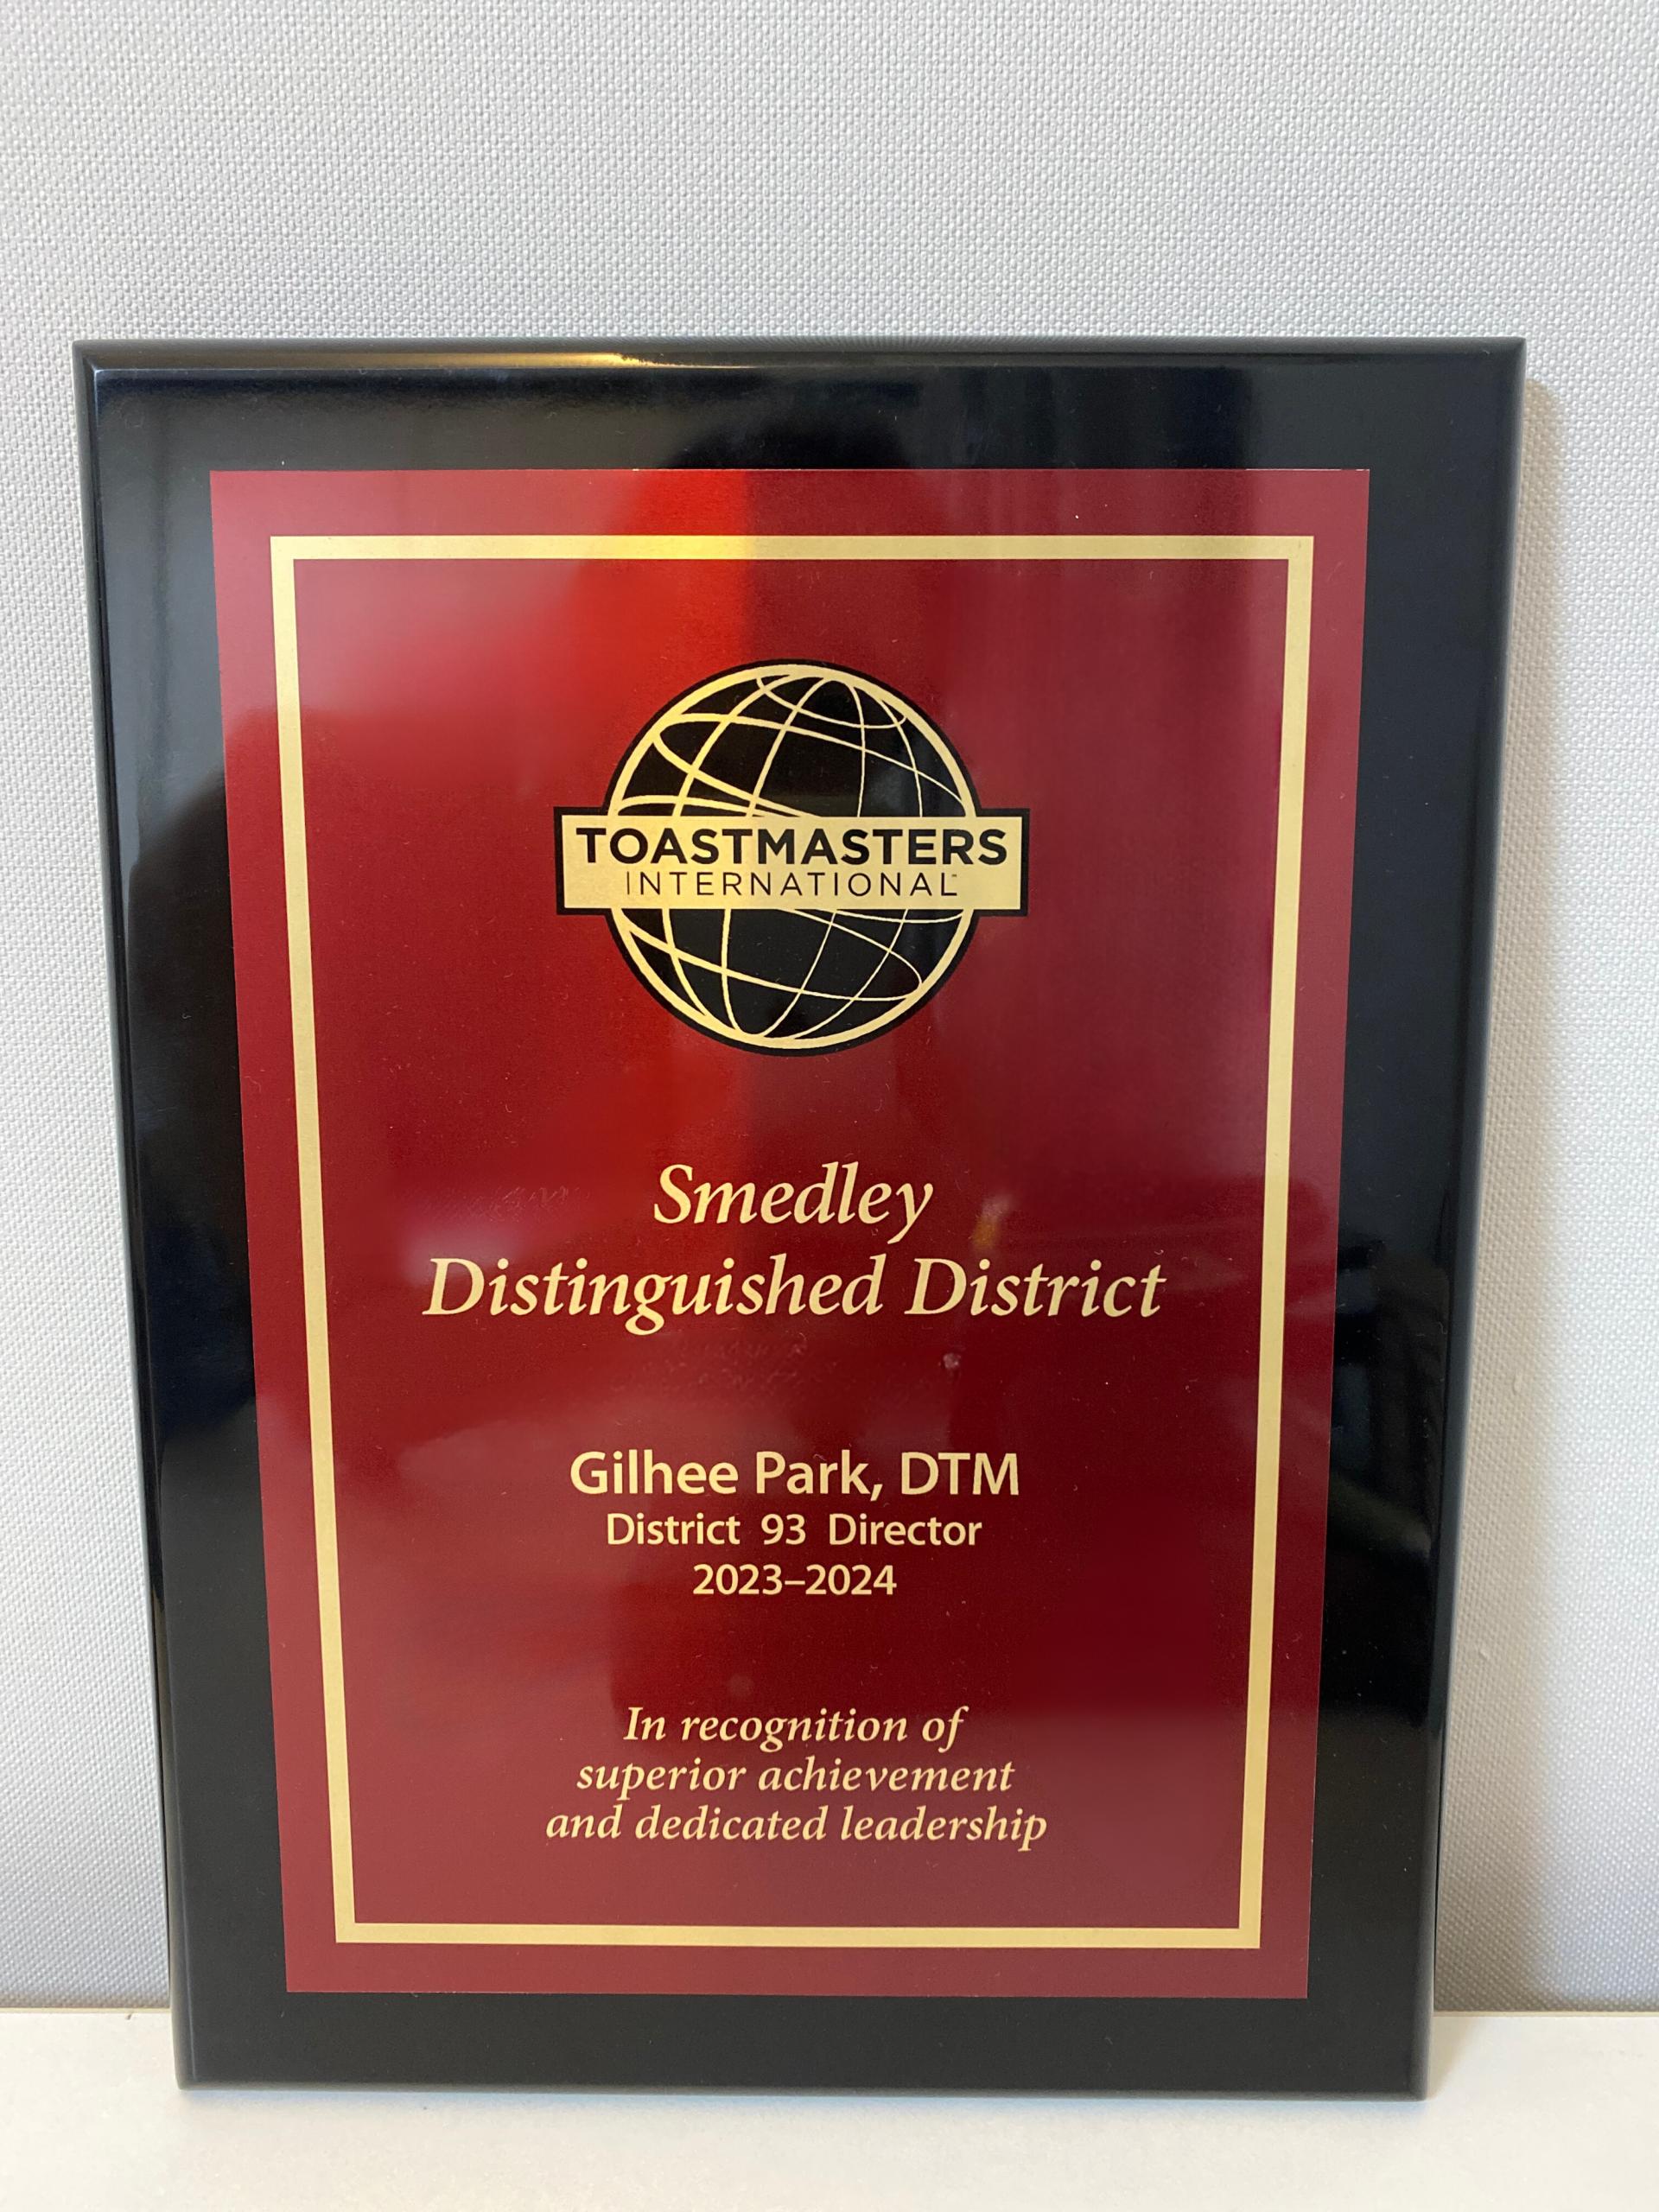 TOASTMASTERS
INTERNATIONAL
Smedley
Distinguished District
Gilhee Park, DTM
District 93 Director
2023–2024
In recognition of
superior achievement
and dedicated leadership